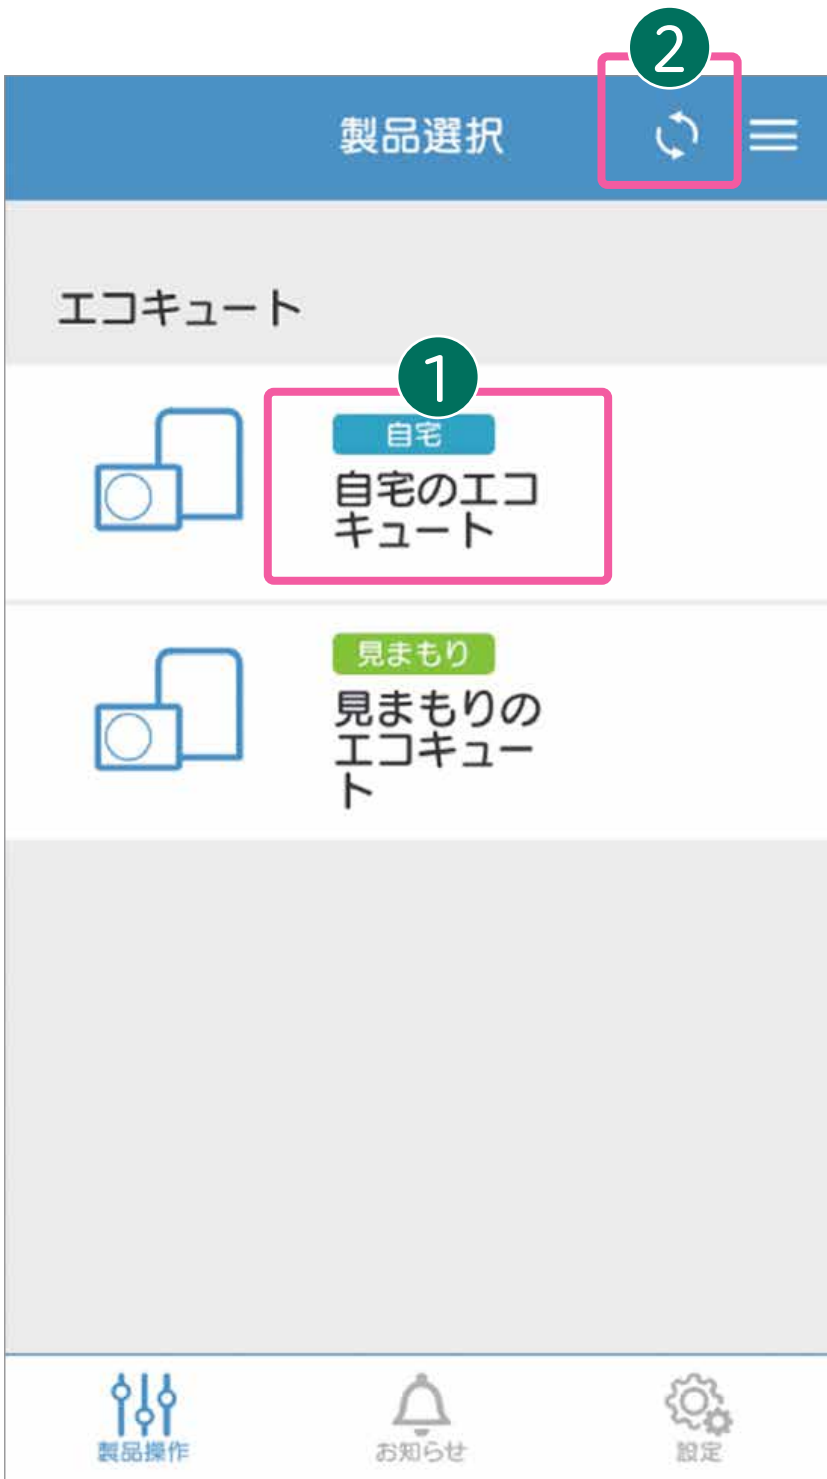 2
製品選択
エコキュート
1
自宅
自宅のエコ
キュート
見まもり
見まもりの
エコキュー
ト
製品操作
お知らせ
設定